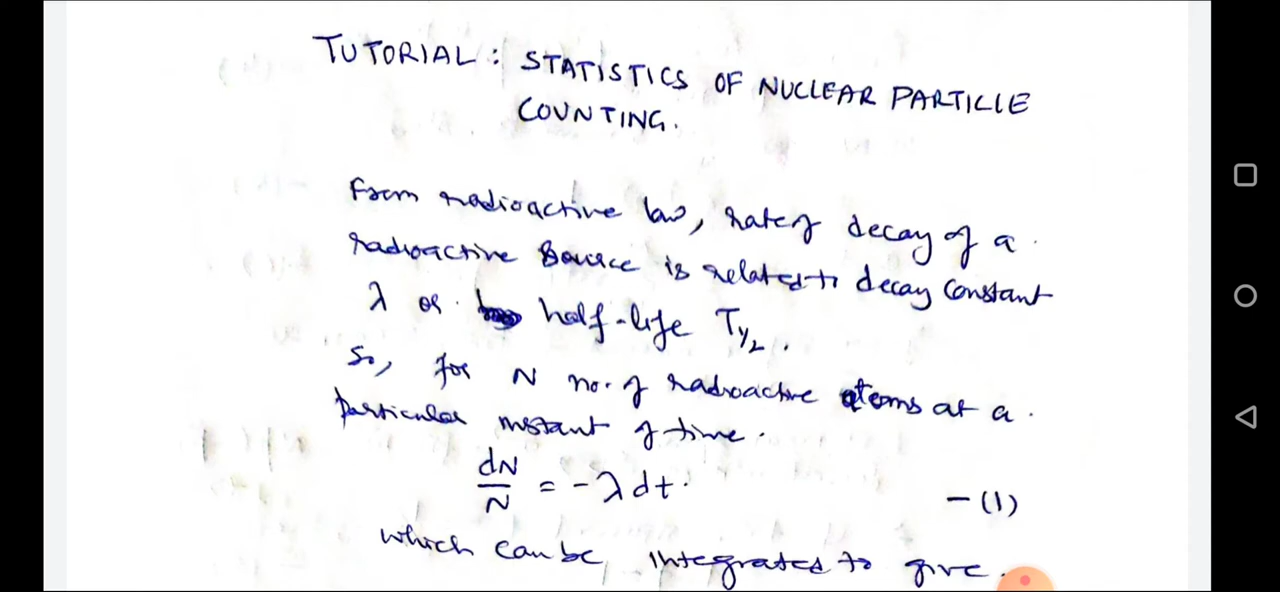 TUTORIAL: STATISTICS OF NUCLEAR PARTICLE
COUNTING.
From radioactive law, rate of decay of a
radioactive source is related to decay constant
λ or half-life T1/2.
So, for N no. of radioactive atoms at a
particular instant of time.
dN/N = -λdt. -(1)
which can be integrated to give.